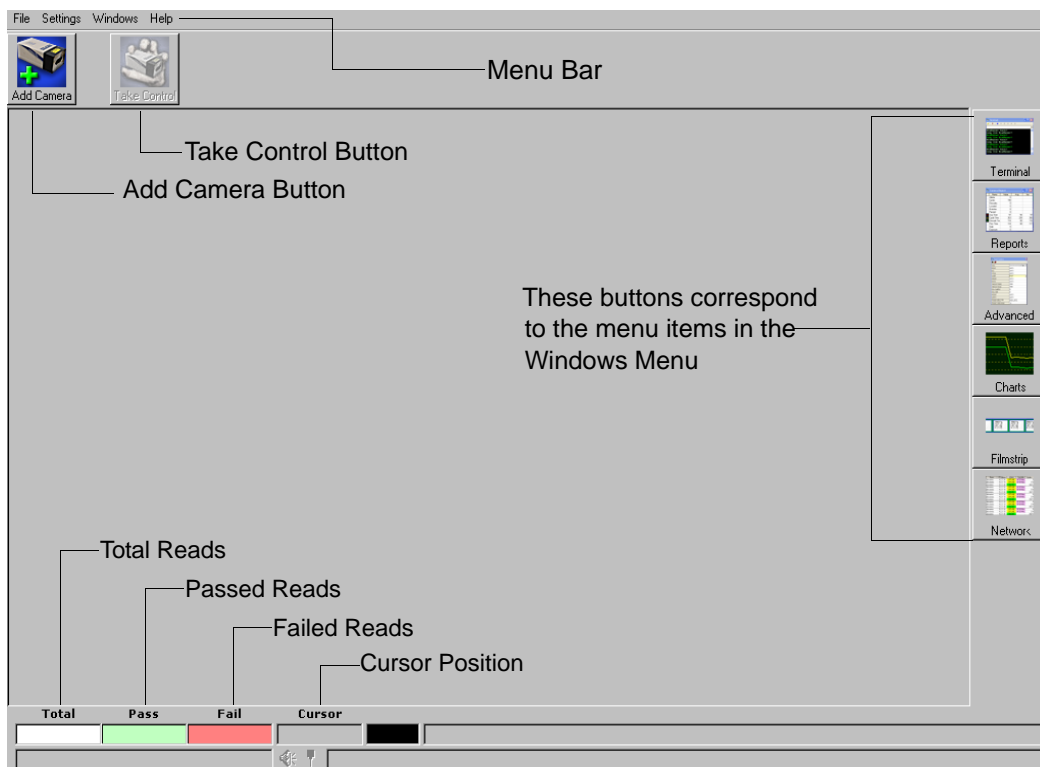 File Settings Windows Help
Menu Bar
Add Camera
Take Control
Take Control Button
Add Camera Button
Terminal
Reports
Advanced
Charts
Filmstrip
Network
These buttons correspond
to the menu items in the
Windows Menu
Total Reads
Passed Reads
Failed Reads
Cursor Position
Total Pass Fail Cursor